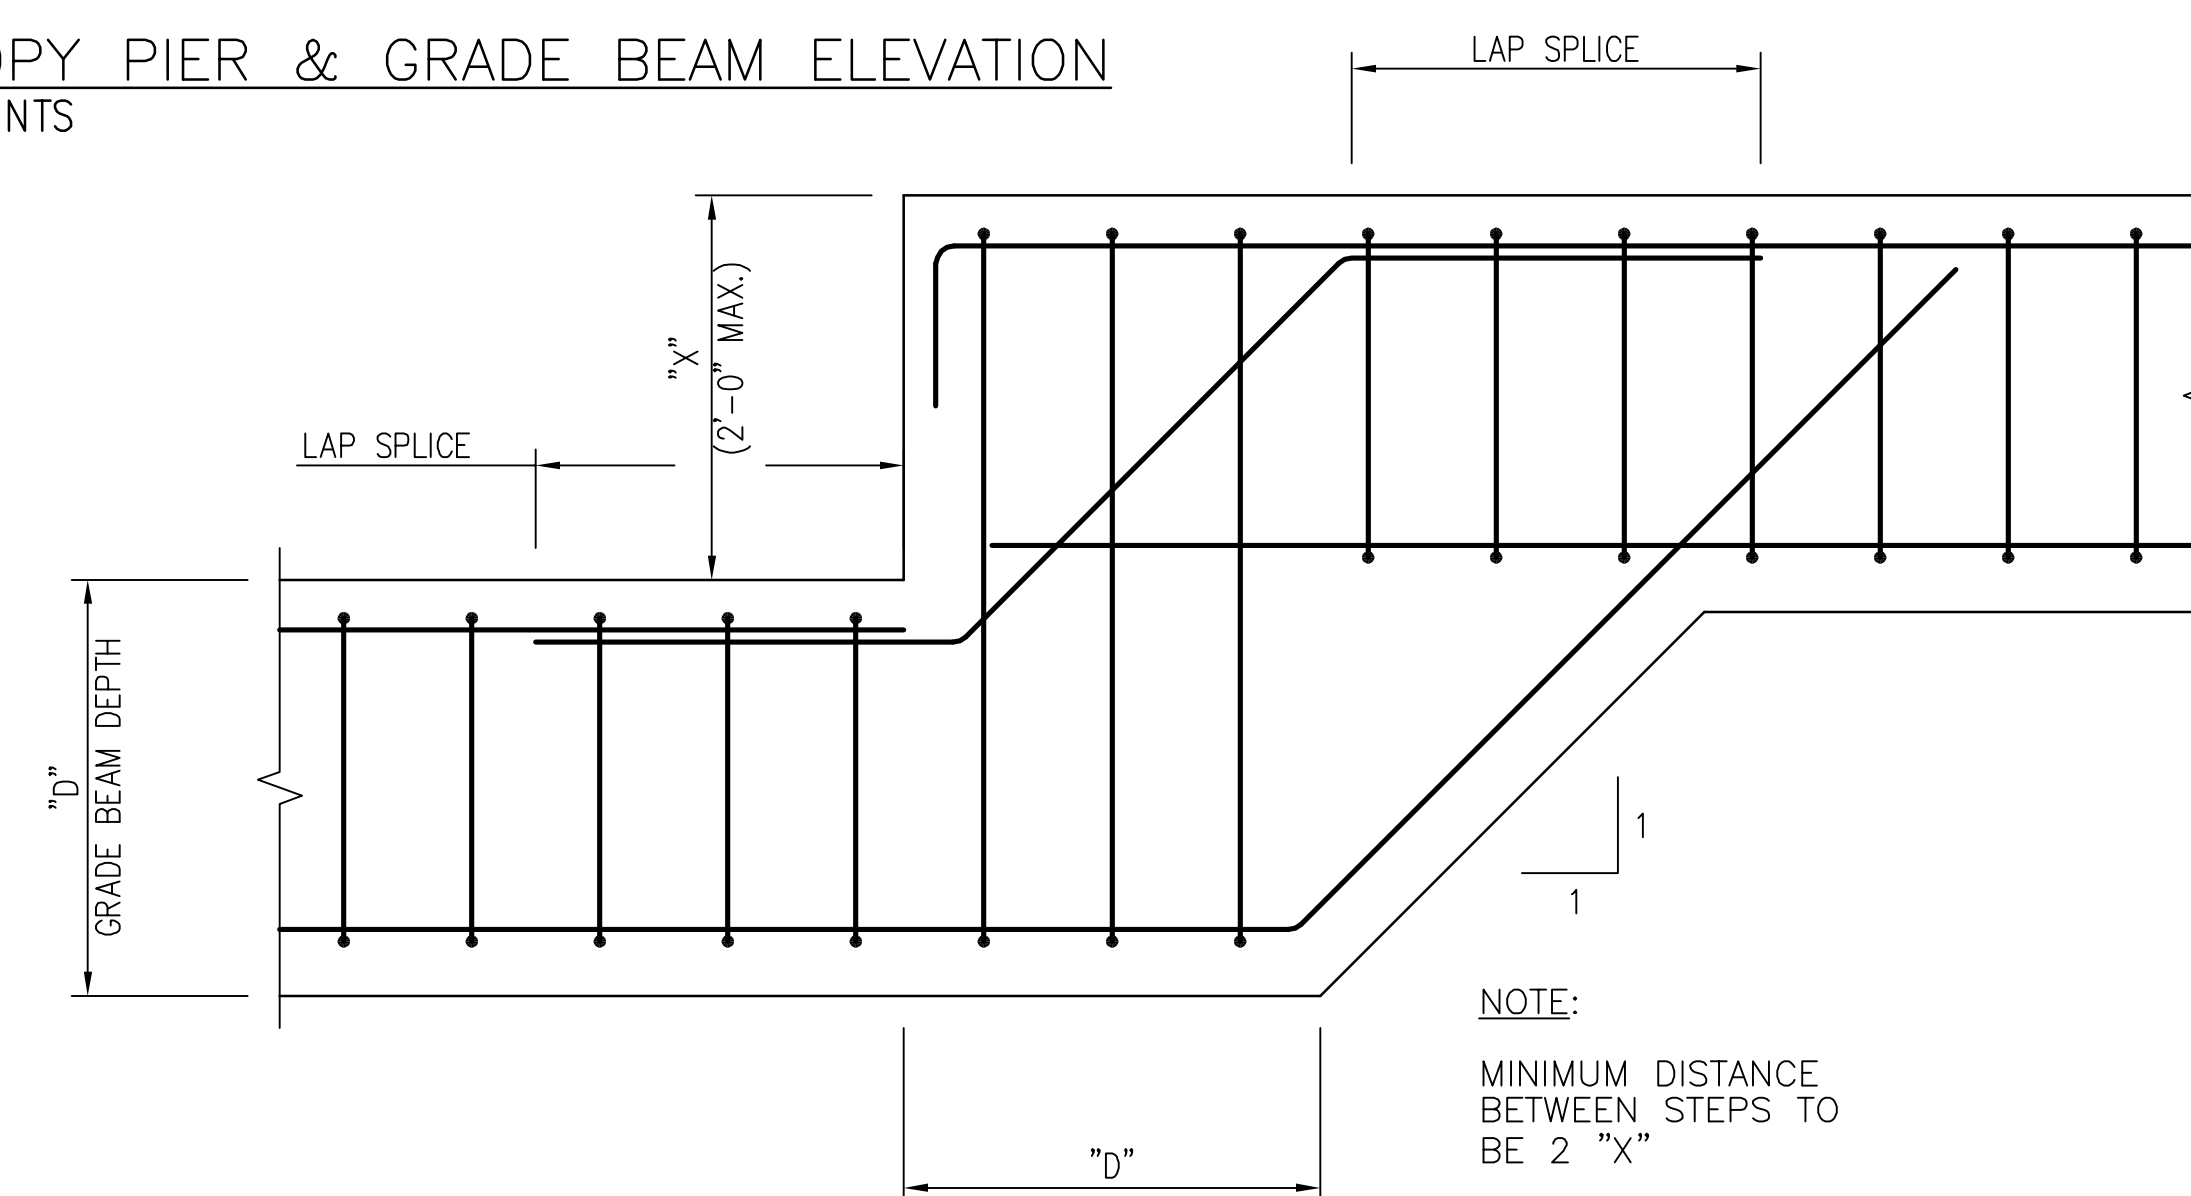 PIER & GRADE BEAM ELEVATION
NTS
LAP SPLICE
"X"
(2'-0" MAX.)
LAP SPLICE
"D"
GRADE BEAM DEPTH
1
1
NOTE:
MINIMUM DISTANCE
BETWEEN STEPS TO
BE 2 "X"
"D"